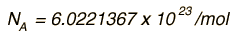 N_A = 6.0221367 x 10^23/mol